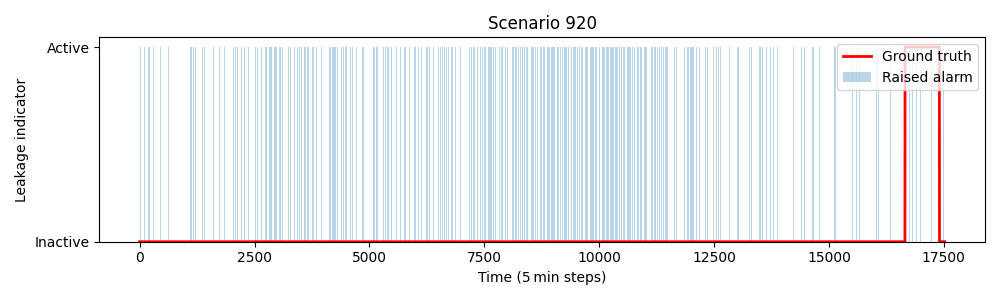 Scenario 920
Active
Ground truth
Raised alarm
Leakage indicator
Inactive
0 2500 5000 7500 10000 12500 15000 17500
Time (5 min steps)